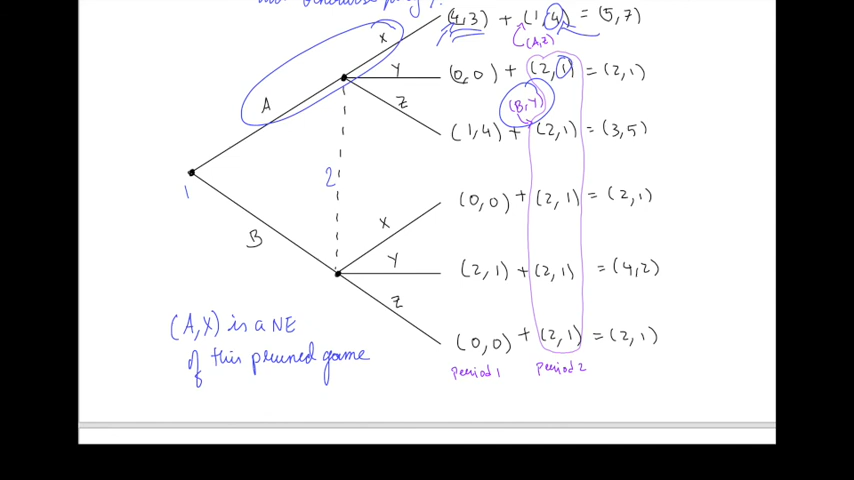 X (4,3) + (1,4) = (5,7)
(A,Z)
Y (0,0) + (2,1) = (2,1)
A Z (B,Y)
(1,4) + (2,1) = (3,5)
1 2
X (0,0) + (2,1) = (2,1)
B
Y (2,1) + (2,1) = (4,2)
Z
(A,X) is a NE
of this pruned game
(0,0) + (2,1) = (2,1)
period 1 period 2